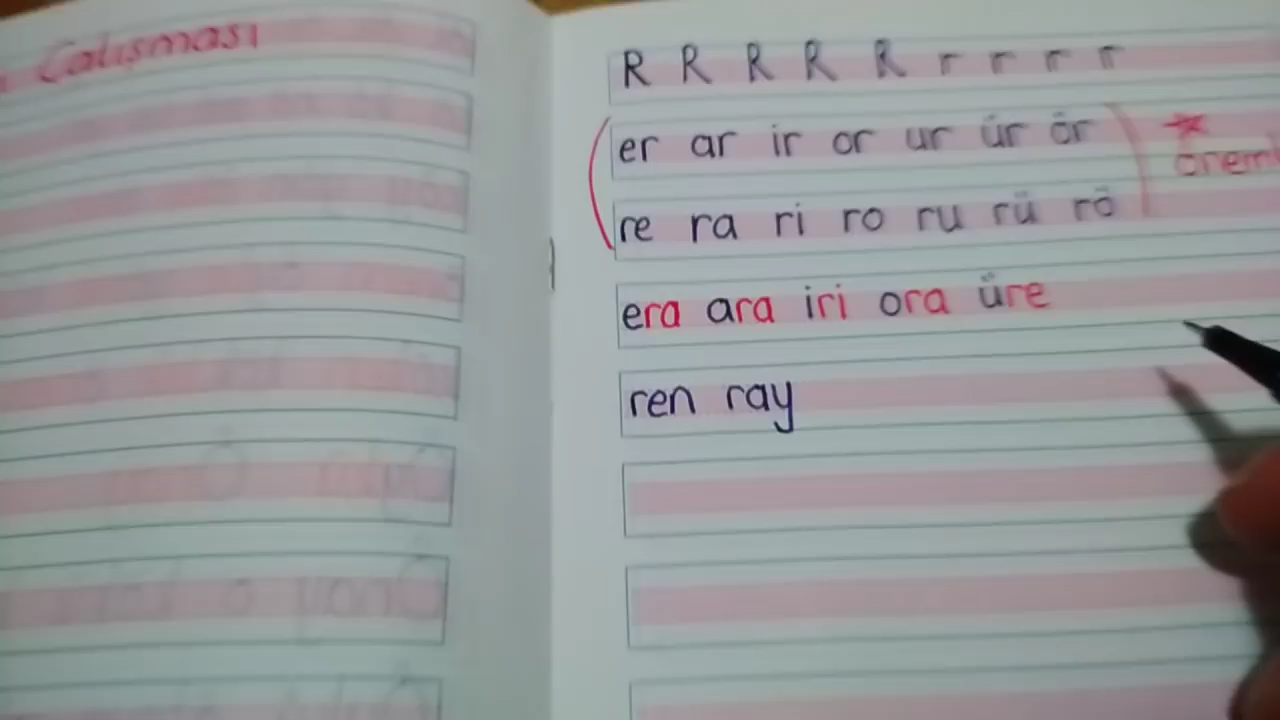 Çalışması
R R R R R r r r r
er ar ir or ur ür ör
re ra ri ro ru rü rö
era ara iri ora üre
ren ray